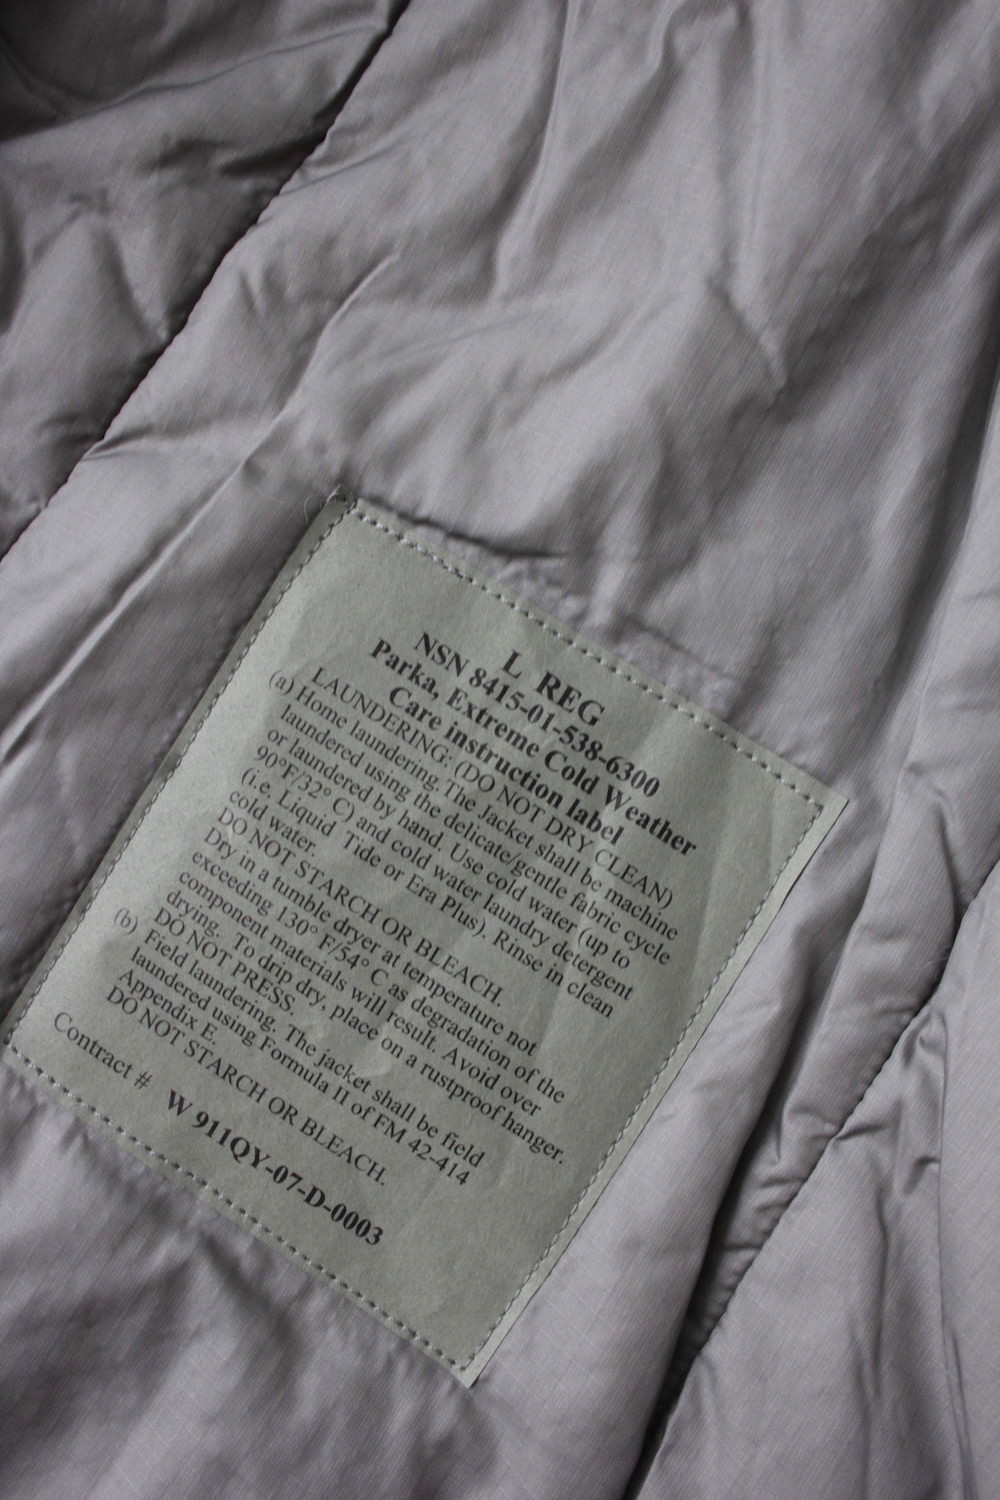 L REG
NSN 8415-01-538-6300
Parka, Extreme Cold Weather
Care instruction label
LAUNDERING: (DO NOT DRY CLEAN)
(a) Home laundering. The Jacket shall be machine
laundered using the delicate/gentle fabric cycle
or laundered by hand. Use cold water (up to
90°F/32° C) and cold water laundry detergent
(i.e, Liquid Tide or Era Plus). Rinse in clean
cold water.
DO NOT STARCH OR BLEACH.
Dry in a tumble dryer at temperature not
exceeding 130° F/54° C as degradation of the
component materials will result. Avoid over
drying. To drip dry, place on a rustproof hanger.
DO NOT PRESS.
(b) Field laundering. The jacket shall be field
laundered using Formula II of FM 42-414
Appendix E.
DO NOT STARCH OR BLEACH.
Contract #
W 911QY-07-D-0003